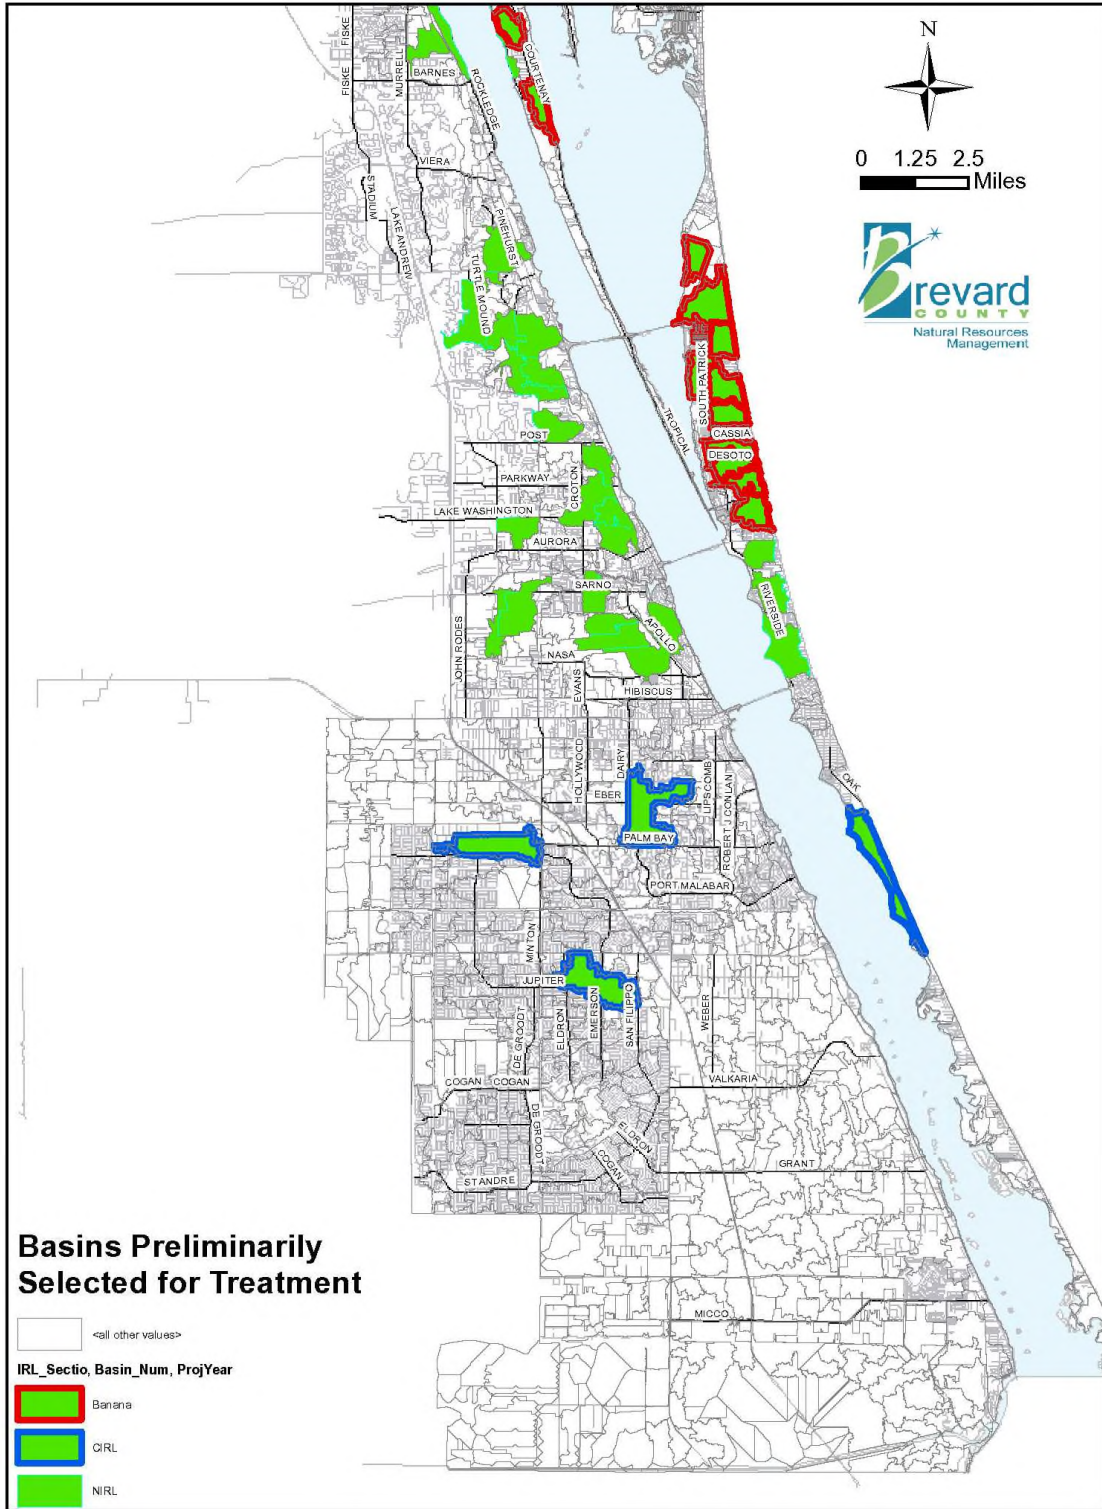 FISKE
FISKE
MURRELL
BARNES
ROCKLEDGE
COURTENAY
N
0 1.25 2.5
Miles
VIERA
STADIUM
LAKE ANDREW
PINEHURST
TURTLE MOUND
Brevard
COUNTY
Natural Resources
Management
SOUTH PATRICK
TROPICAL
CASSIA
DESOTO
POST
PARKWAY
CROTON
LAKE WASHINGTON
AURORA
SARNO
RIVERSIDE
APOLLO
JOHN RODES
NASA
EVANS
HIBISCUS
HOLLYWOOD
DAIRY
OAK
EBER
LIPSCOMB
ROBERT J CONLAN
PALM BAY
PORT MALABAR
MINTON
JUPITER
DE GROODT
ELDRON
EMERSON
SAN FILIPPO
WEBER
VALKARIA
COGAN COGAN
DE GROODT
ELDRON
COGAN
GRANT
ST ANDRE
MICCO
Basins Preliminarily
Selected for Treatment
<all other values>
IRL_Sectio, Basin_Num, ProjYear
Banana
CIRL
NIRL